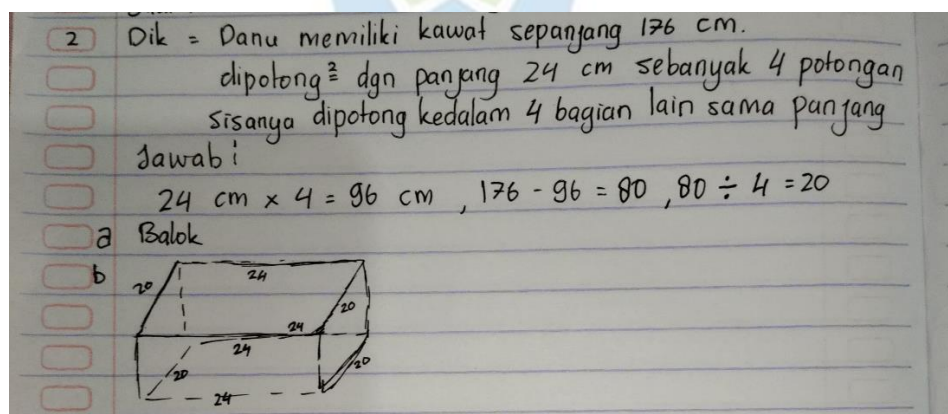 2 Dik = Danu memiliki kawat sepanjang 176 cm.
dipotong² dgn panjang 24 cm sebanyak 4 potongan
sisanya dipotong kedalam 4 bagian lain sama panjang
Jawab :
24 cm × 4 = 96 cm , 176 - 96 = 80 , 80 ÷ 4 = 20
a Balok
b
24
20
20
24
24
20
20
24